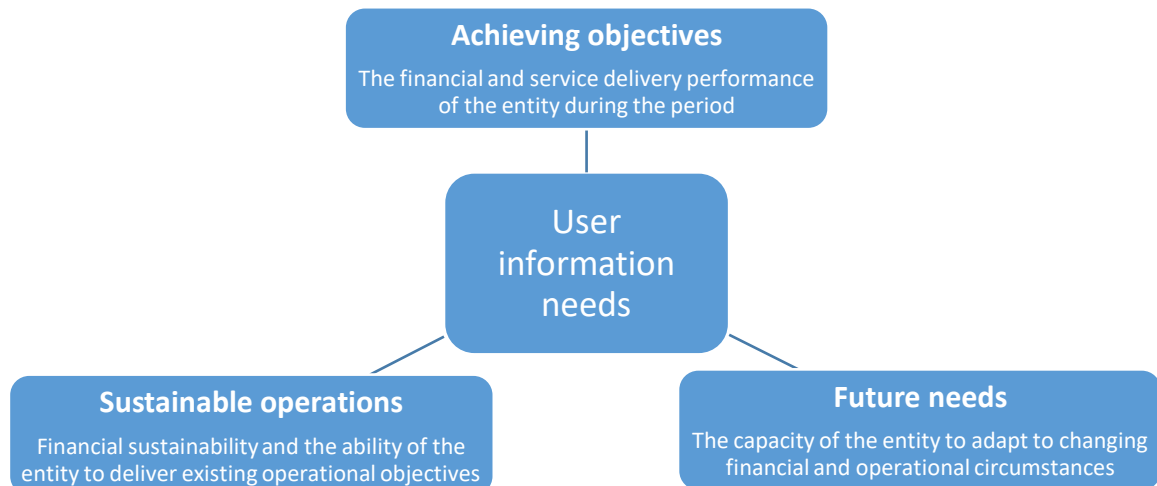 Achieving objectives
The financial and service delivery performance
of the entity during the period
User
information
needs
Sustainable operations
Financial sustainability and the ability of the
entity to deliver existing operational objectives
Future needs
The capacity of the entity to adapt to changing
financial and operational circumstances